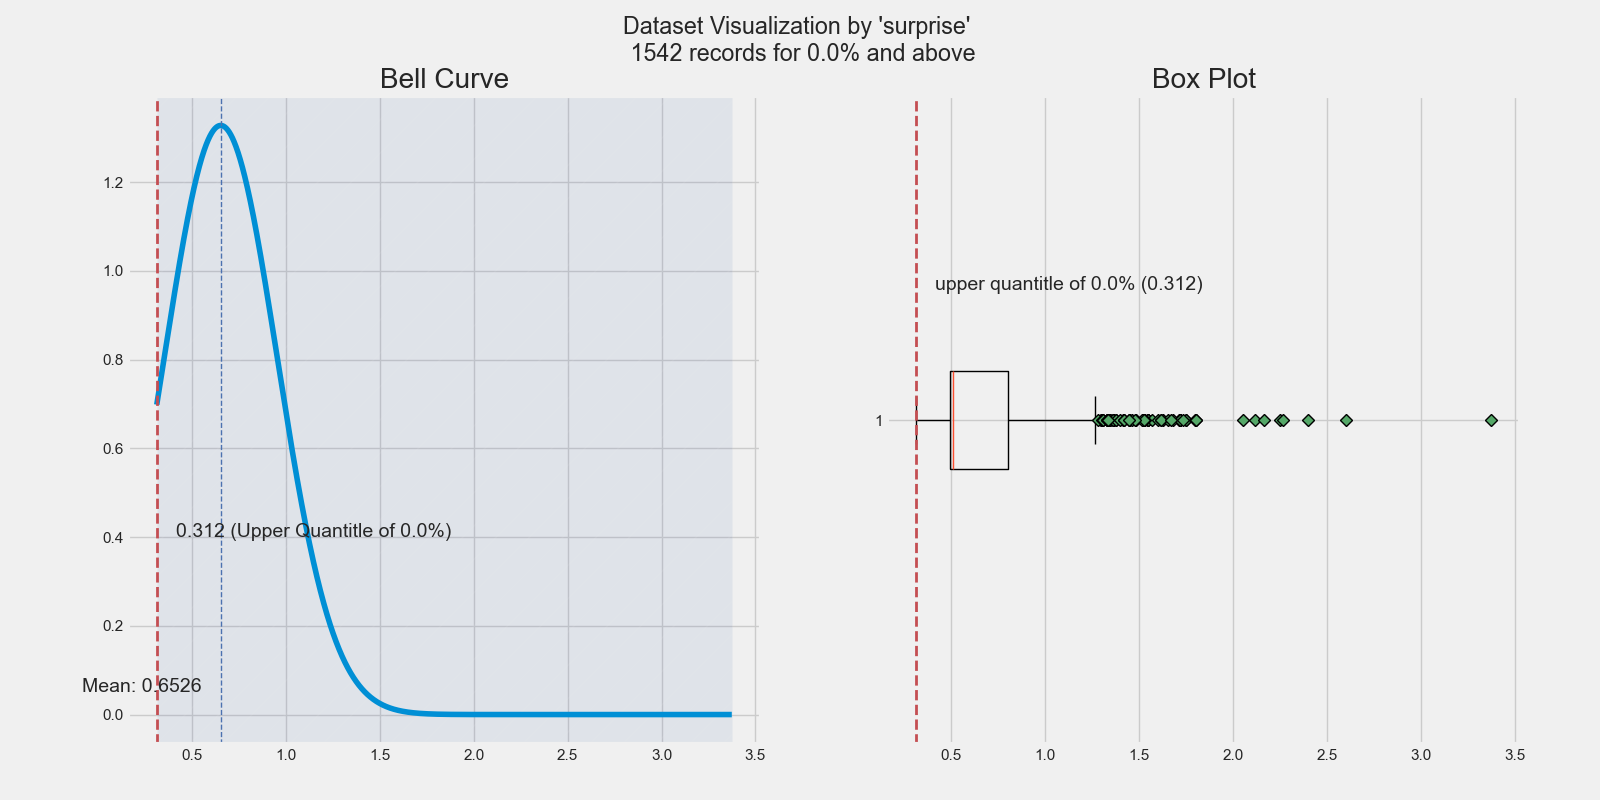 Dataset Visualization by 'surprise'
1542 records for 0.0% and above
Bell Curve
1.2
1.0
0.8
0.6
0.4
0.2
0.0
0.312 (Upper Quantitle of 0.0%)
Mean: 0.6526
0.5 1.0 1.5 2.0 2.5 3.0 3.5
Box Plot
upper quantitle of 0.0% (0.312)
1
0.5 1.0 1.5 2.0 2.5 3.0 3.5